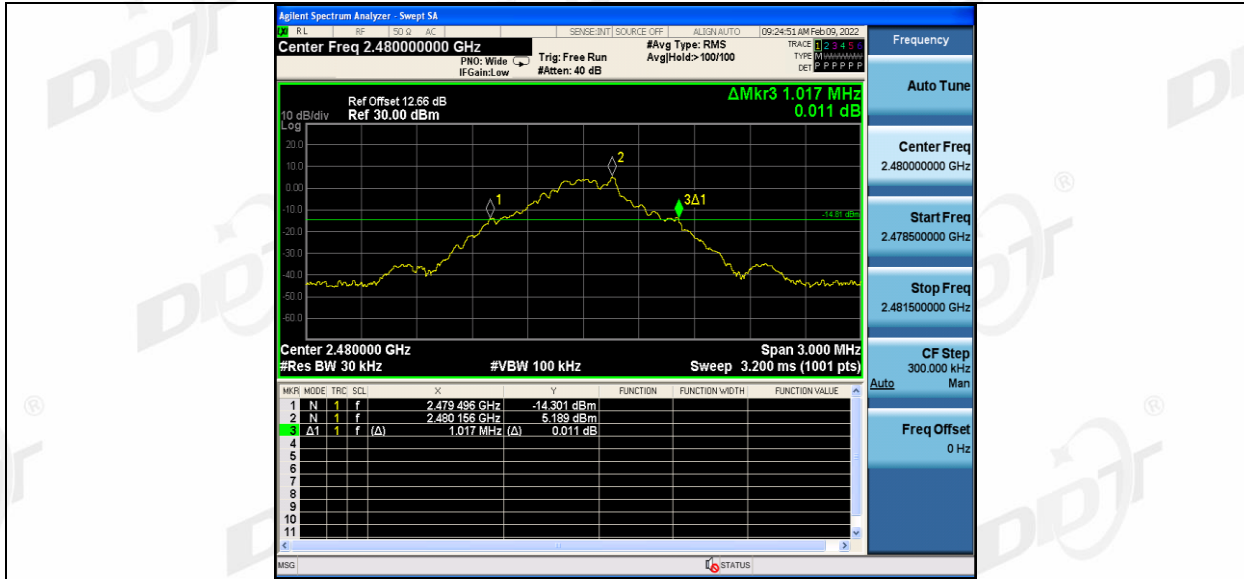 Agilent Spectrum Analyzer - Swept SA
RL RF 50 Ω AC SENSE:INT SOURCE OFF ALIGN AUTO 09:24:51 AM Feb 09, 2022
Center Freq 2.480000000 GHz
PNO: Wide
IFGain:Low
Trig: Free Run
#Atten: 40 dB
#Avg Type: RMS
Avg|Hold:>100/100
TRACE 1 2 3 4 5 6
TYPE M
DET P P P P P P
Ref Offset 12.66 dB
10 dB/div Ref 30.00 dBm
Log
ΔMkr3 1.017 MHz
0.011 dB
20.0
10.0
0.00
-10.0
-20.0
-30.0
-40.0
-50.0
-60.0
1
2
3Δ1
-14.81 dBm
Center 2.480000 GHz Span 3.000 MHz
#Res BW 30 kHz #VBW 100 kHz Sweep 3.200 ms (1001 pts)
MKR MODE TRC SCL X Y FUNCTION FUNCTION WIDTH FUNCTION VALUE
1 N 1 f 2.479 496 GHz -14.301 dBm
2 N 1 f 2.480 156 GHz 5.189 dBm
3 Δ1 1 f (Δ) 1.017 MHz (Δ) 0.011 dB
4
5
6
7
8
9
10
11
MSG STATUS
Frequency
Auto Tune
Center Freq
2.480000000 GHz
Start Freq
2.478500000 GHz
Stop Freq
2.481500000 GHz
CF Step
300.000 kHz
Auto Man
Freq Offset
0 Hz